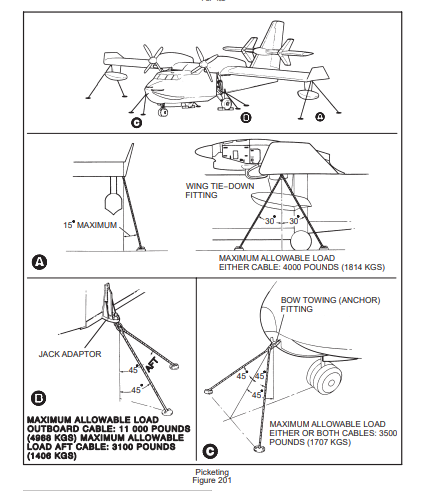 C
D
A
WING TIE-DOWN
FITTING
15° MAXIMUM
30° 30°
A
MAXIMUM ALLOWABLE LOAD
EITHER CABLE: 4000 POUNDS (1814 KGS)
BOW TOWING (ANCHOR)
FITTING
JACK ADAPTOR
AFT
45°
45°
45° 45°
45°
D
MAXIMUM ALLOWABLE LOAD
OUTBOARD CABLE: 11 000 POUNDS
(4968 KGS) MAXIMUM ALLOWABLE
LOAD AFT CABLE: 3100 POUNDS
(1406 KGS)
C
MAXIMUM ALLOWABLE LOAD
EITHER OR BOTH CABLES: 3500
POUNDS (1707 KGS)
Picketing
Figure 201